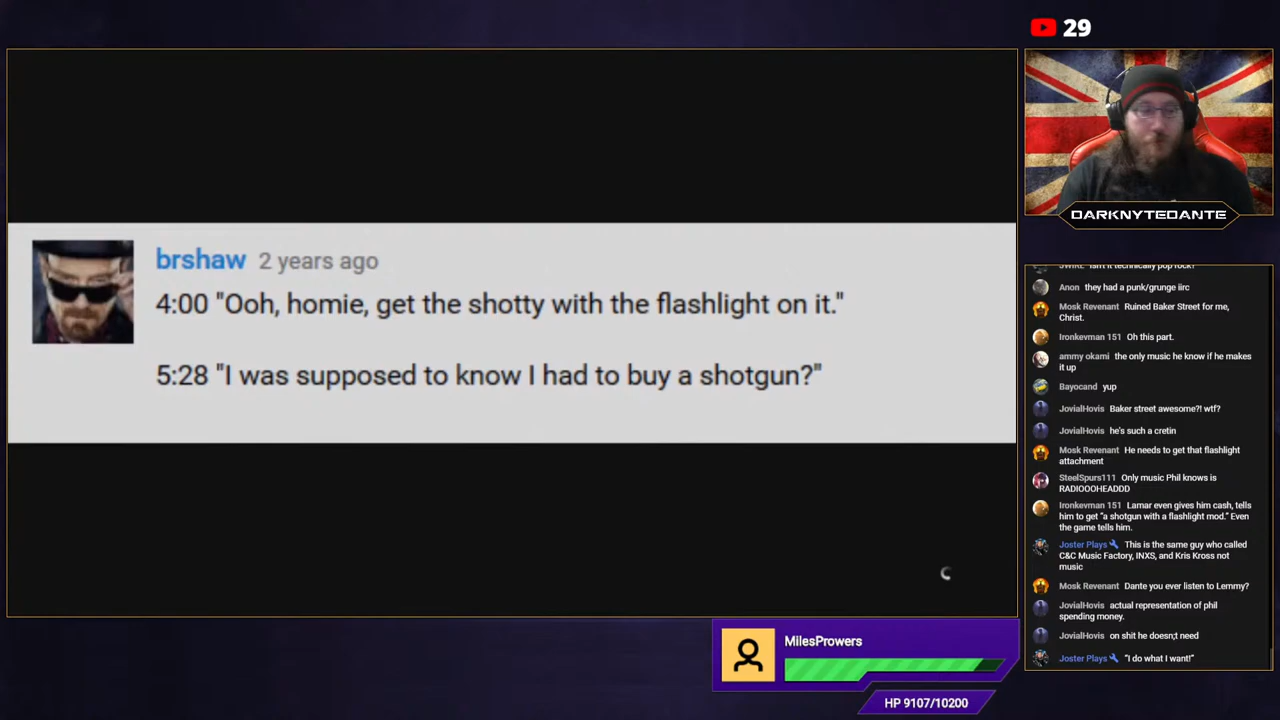 29
brshaw 2 years ago
4:00 "Ooh, homie, get the shotty with the flashlight on it."
5:28 "I was supposed to know I had to buy a shotgun?"
DARKNYTEDANTE
Isn't it technically pop rock?
Anon they had a punk/grunge iirc
Mosk Revenant Ruined Baker Street for me,
Christ.
Ironkevman 151 Oh this part.
ammy okami the only music he know if he makes
it up
Bayocand yup
JovialHovis Baker street awesome?! wtf?
JovialHovis he's such a cretin
Mosk Revenant He needs to get that flashlight
attachment
SteelSpurs111 Only music Phil knows is
RADIOOOHEADDD
Ironkevman 151 Lamar even gives him cash, tells
him to get "a shotgun with a flashlight mod." Even
the game tells him.
Joster Plays This is the same guy who called
C&C Music Factory, INXS, and Kris Kross not
music
Mosk Revenant Dante you ever listen to Lemmy?
JovialHovis actual representation of phil
spending money.
JovialHovis on shit he doesn;t need
Joster Plays "I do what I want!"
MilesProwers
HP 9107/10200